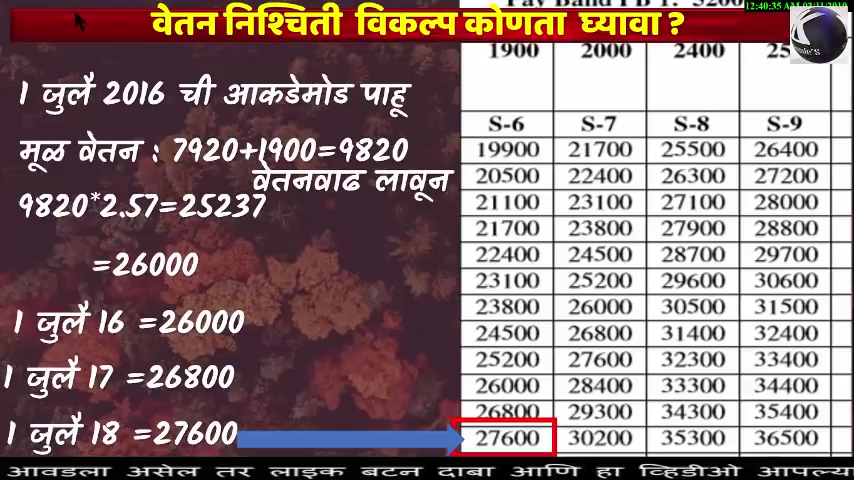 वेतन निश्चिती विकल्प कोणता घ्यावा ?
1900 2000 2400
1 जुलै 2016 ची आकडेमोड पाहू
मूळ वेतन : 7920+1900=9820
वेतनवाढ लावून
9820*2.57=25237
=26000
1 जुलै 16 =26000
1 जुलै 17 =26800
1 जुलै 18 =27600
S-6 S-7 S-8 S-9
19900 21700 25500 26400
20500 22400 26300 27200
21100 23100 27100 28000
21700 23800 27900 28800
22400 24500 28700 29700
23100 25200 29600 30600
23800 26000 30500 31500
24500 26800 31400 32400
25200 27600 32300 33400
26000 28400 33300 34400
26800 29300 34300 35400
27600 30200 35300 36500
आवडला असेल तर लाइक बटन दाबा आणि हा व्हिडीओ आपल्या